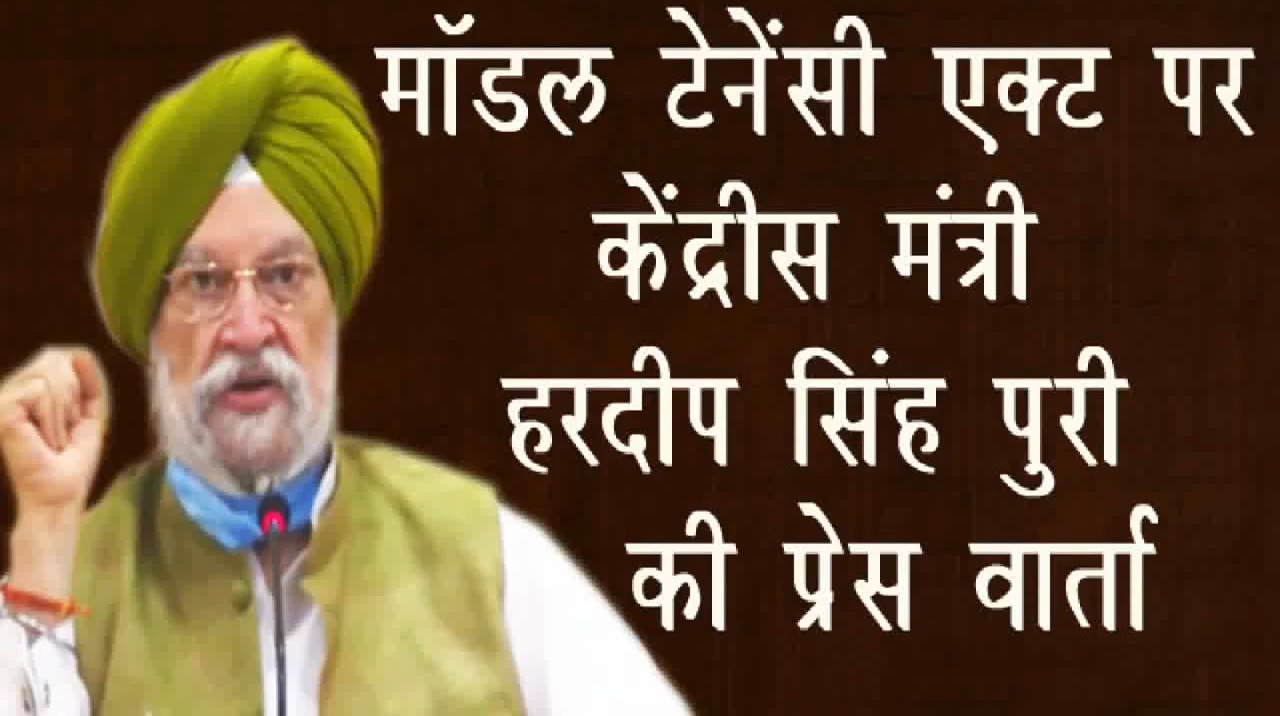 मॉडल टेनेंसी एक्ट पर
केंद्रीस मंत्री
हरदीप सिंह पुरी
की प्रेस वार्ता